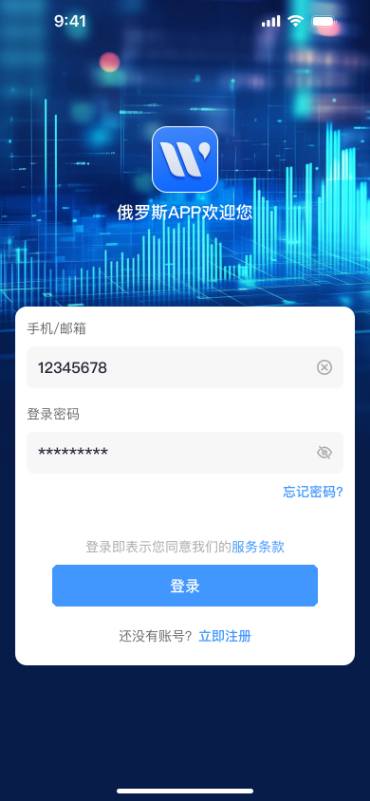 9:41
俄罗斯APP欢迎您
手机/邮箱
12345678
登录密码
*********
忘记密码?
登录即表示您同意我们的服务条款
登录
还没有账号? 立即注册